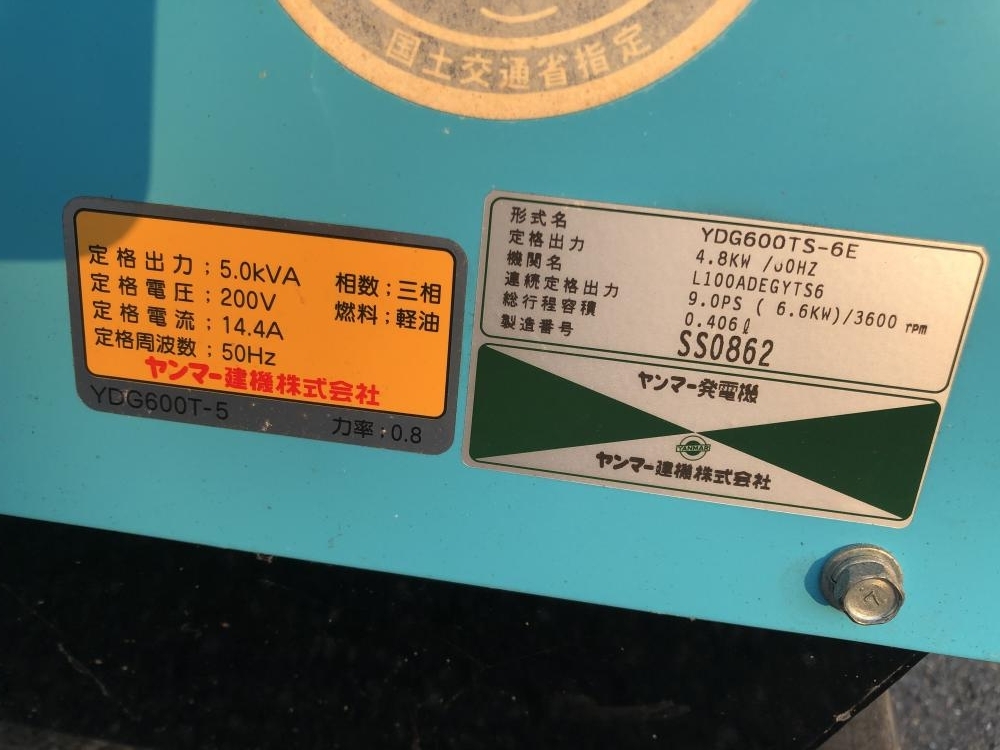 国土交通省指定
定格出力；5.0kVA
定格電圧；200V
定格電流；14.4A
定格周波数；50Hz
相数；三相
燃料；軽油
ヤンマー建機株式会社
YDG600T-5
力率；0.8
形式名 YDG600TS-6E
定格出力 4.8KW /60HZ
機関名 L100ADEGYTS6
連続定格出力 9.0PS ( 6.6KW)/3600 rpm
総行程容積 0.406ℓ
製造番号 SS0862
ヤンマー発電機
YANMAR
ヤンマー建機株式会社
7